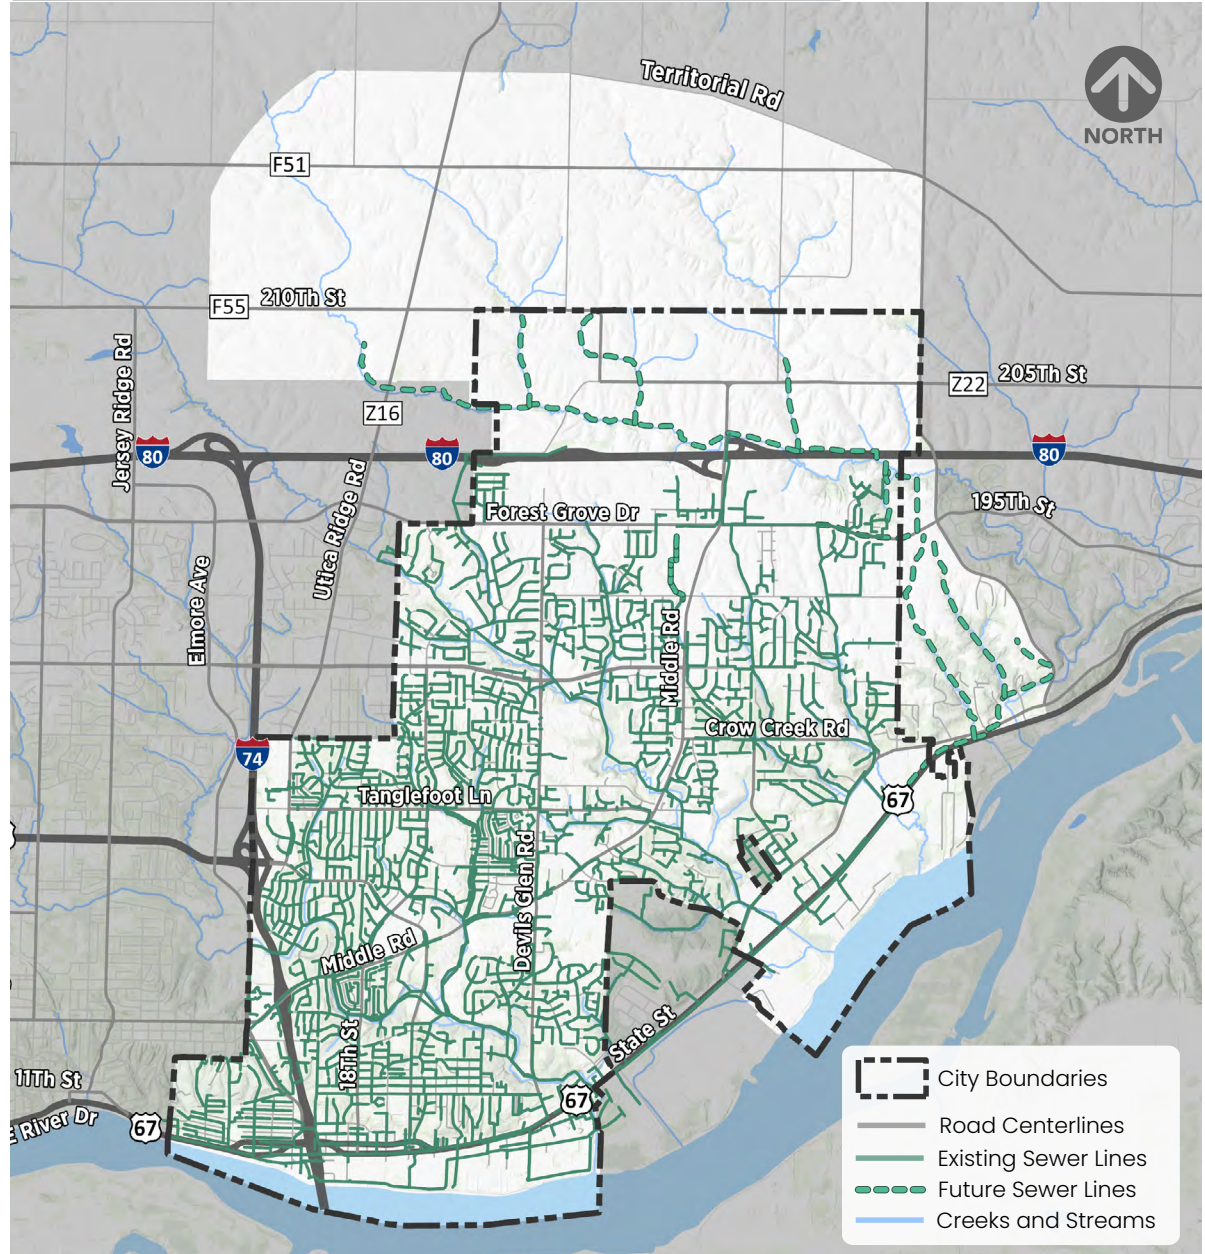 Territorial Rd
NORTH
F51
F55
210Th St
Jersey Ridge Rd
Z16
Z22
205Th St
80
80
80
195Th St
Utica Ridge Rd
Forest Grove Dr
Elmore Ave
Middle Rd
Crow Creek Rd
74
Tanglefoot Ln
67
Devils Glen Rd
Middle Rd
18Th St
State St
11Th St
E River Dr
67
67
City Boundaries
Road Centerlines
Existing Sewer Lines
Future Sewer Lines
Creeks and Streams